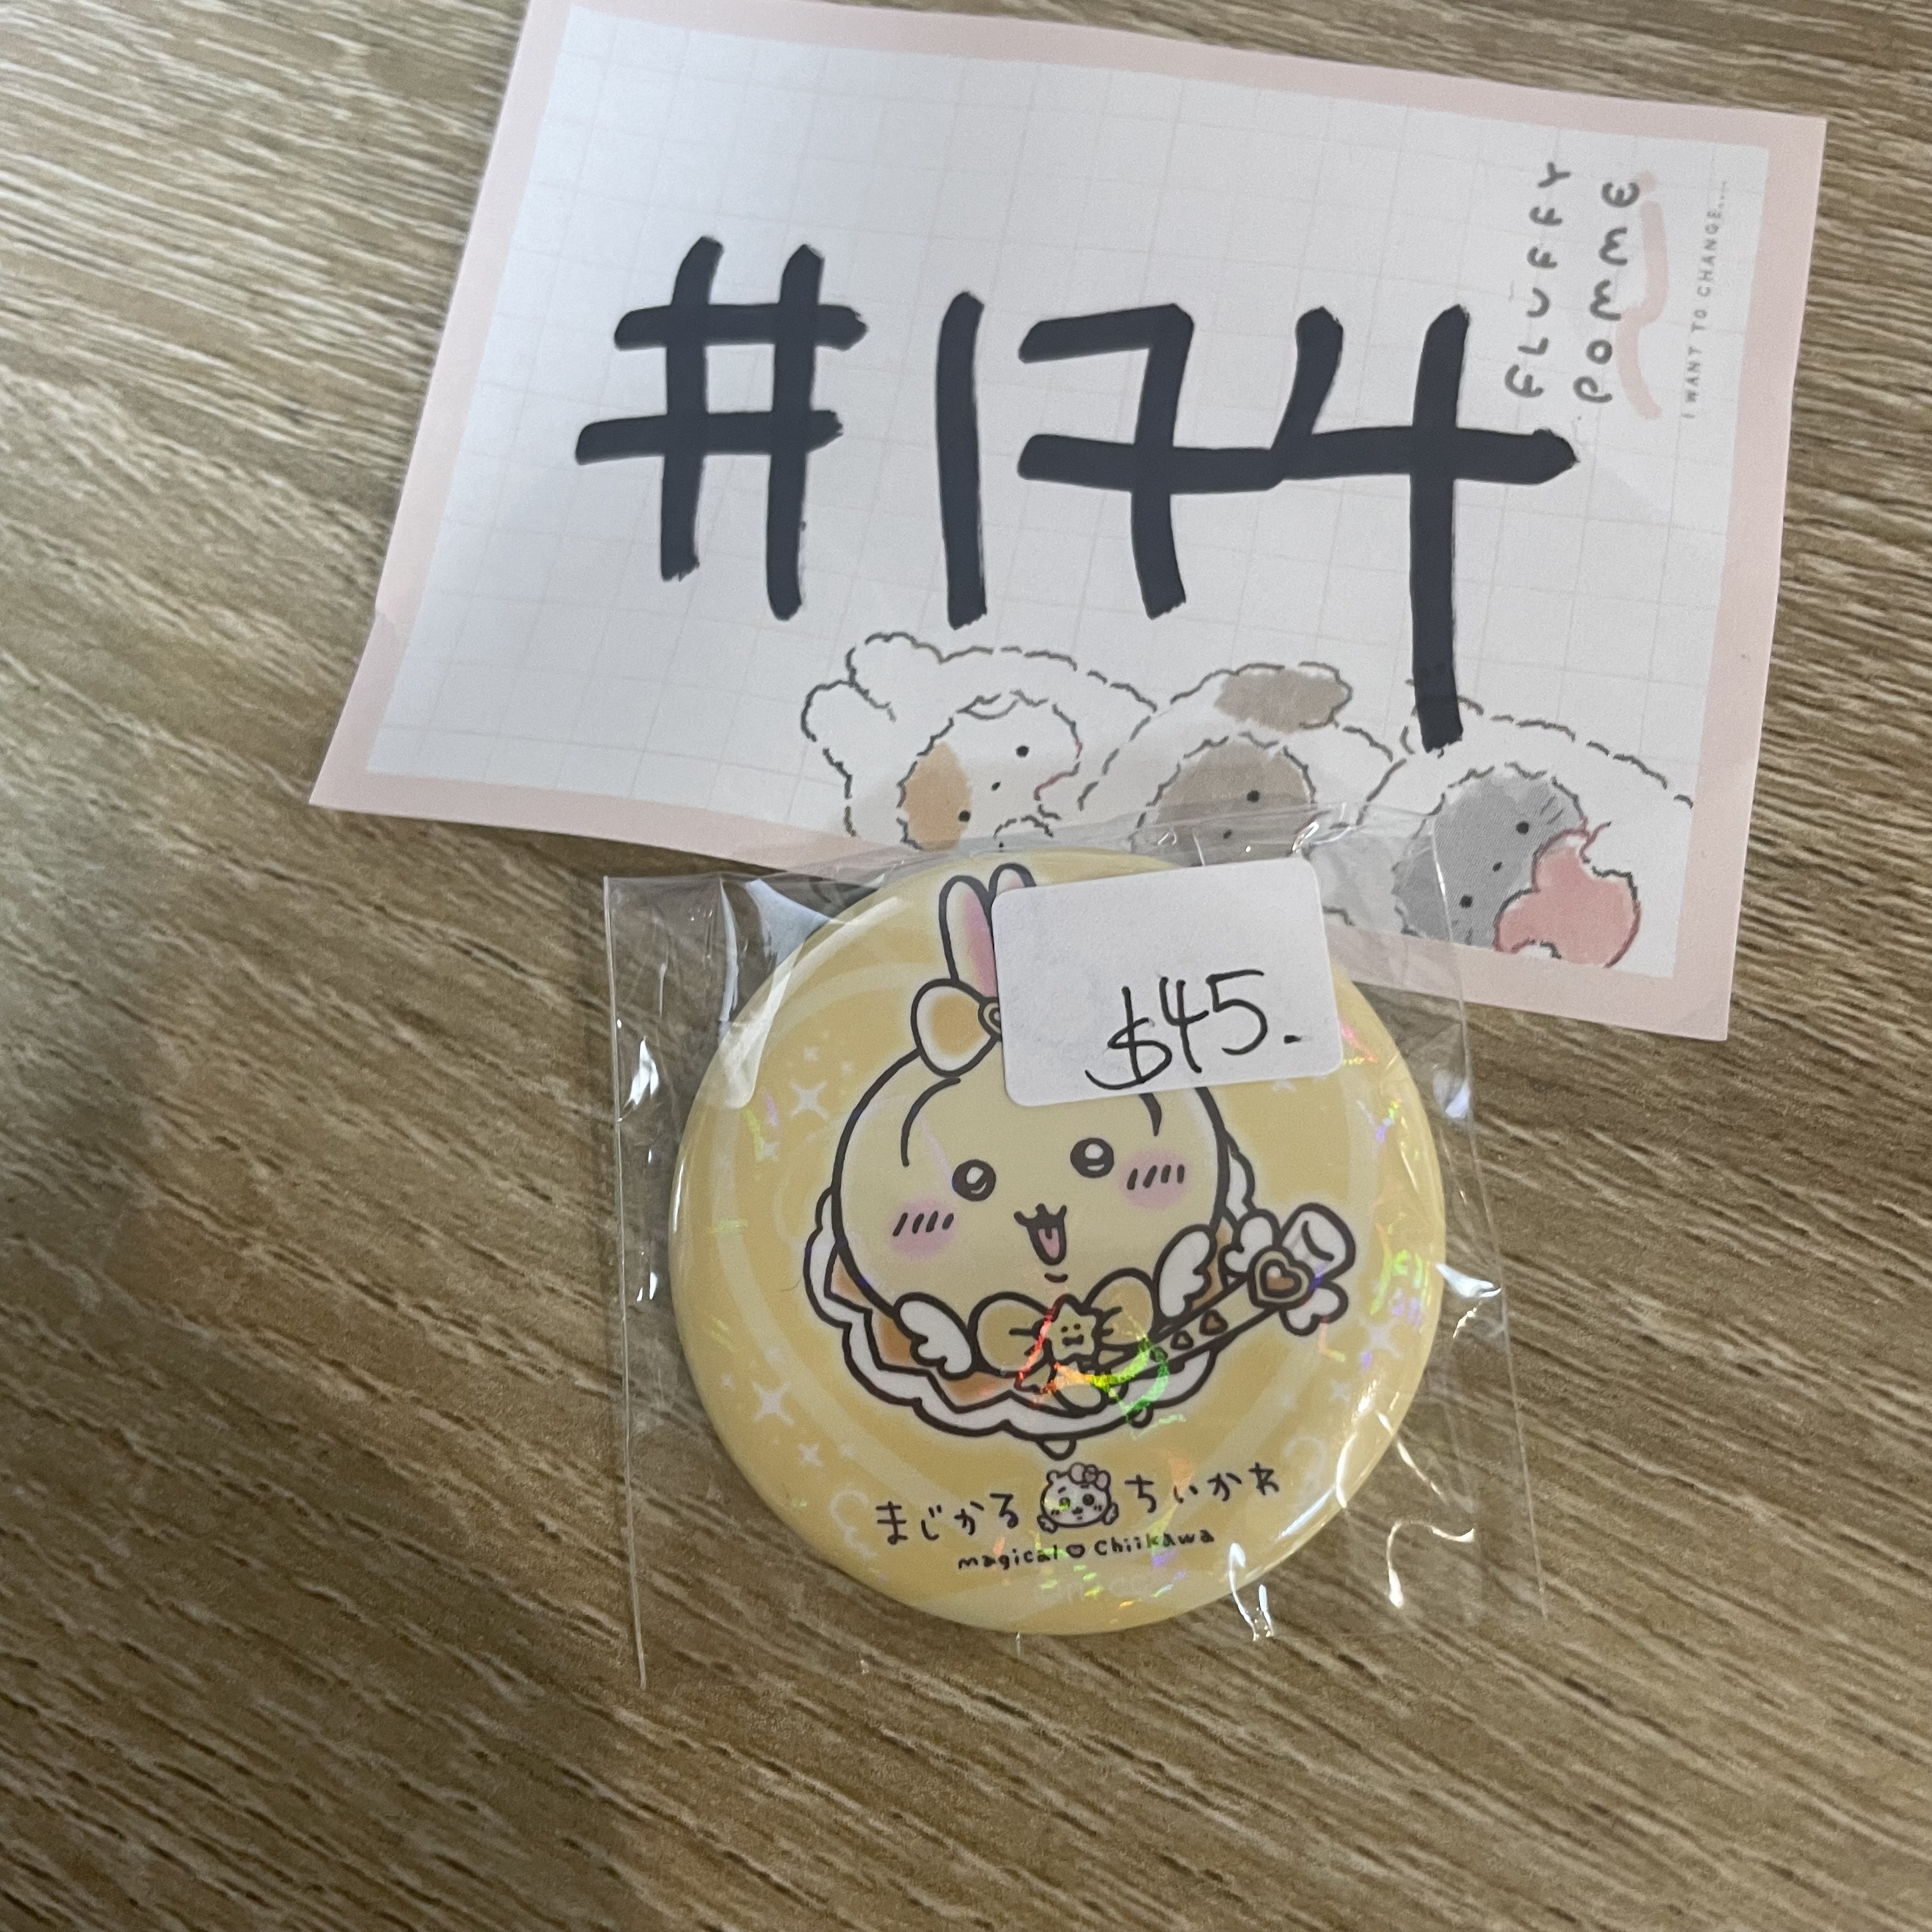 #174
FLUFFY
POMME
I WANT TO CHANGE....
$45.
まじかる ちいかわ
magical Chiikawa